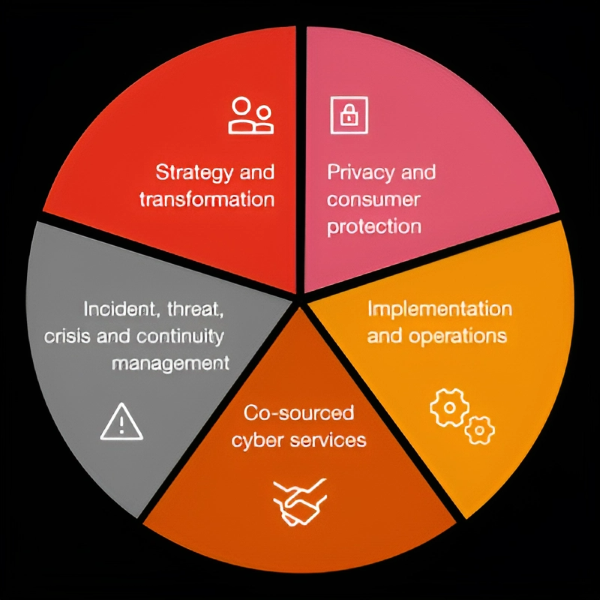 Strategy and
transformation
Privacy and
consumer
protection
Implementation
and operations
Co-sourced
cyber services
Incident, threat,
crisis and continuity
management